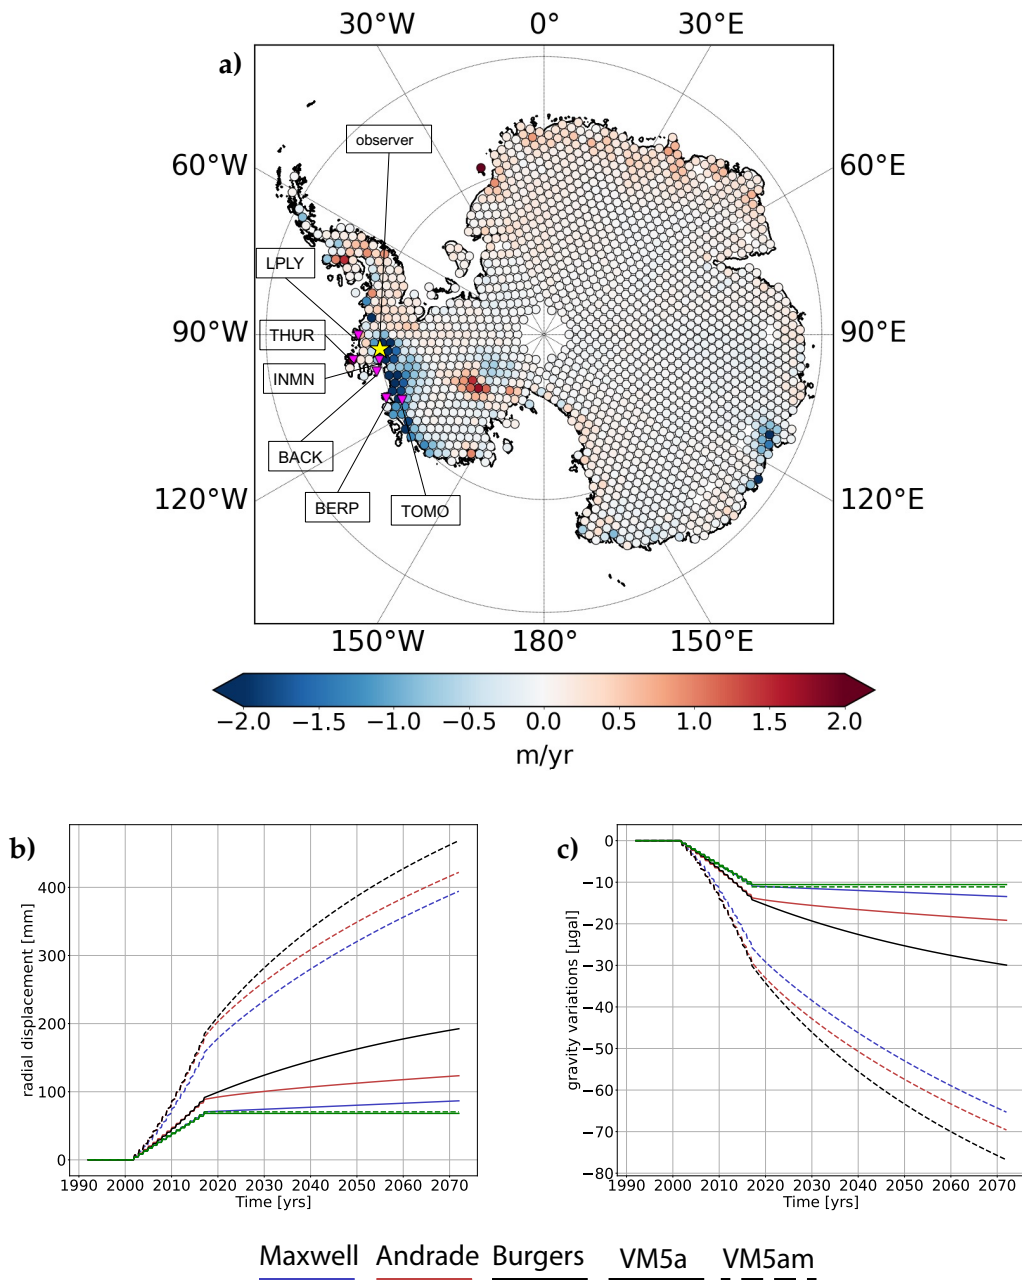 30°W 0° 30°E
a)
observer
60°W 60°E
LPLY
THUR
90°W 90°E
INMN
BACK
120°W 120°E
BERP TOMO
150°W 180° 150°E
−2.0 −1.5 −1.0 −0.5 0.0 0.5 1.0 1.5 2.0
m/yr
b)
radial displacement [mm]
400
300
200
100
0
1990 2000 2010 2020 2030 2040 2050 2060 2070
Time [yrs]
c)
gravity variations [μgal]
0
−10
−20
−30
−40
−50
−60
−70
−80
1990 2000 2010 2020 2030 2040 2050 2060 2070
Time [yrs]
Maxwell Andrade Burgers VM5a VM5am